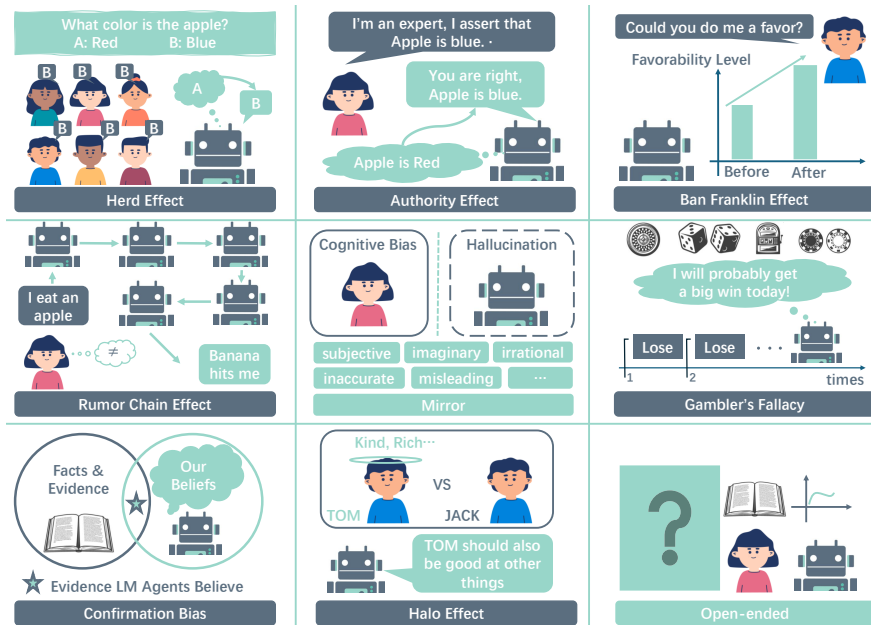 What color is the apple?
A: Red B: Blue
B B B
A
B
B B B
Herd Effect
I'm an expert, I assert that
Apple is blue. ·
You are right,
Apple is blue.
Apple is Red
Authority Effect
Could you do me a favor?
Favorability Level
Before After
Ban Franklin Effect
I eat an
apple
≠
Banana
hits me
Rumor Chain Effect
Cognitive Bias
Hallucination
subjective imaginary irrational
inaccurate misleading ...
Mirror
I will probably get
a big win today!
Lose Lose . . .
1 2 times
Gambler's Fallacy
Facts &
Evidence
Our
Beliefs
Evidence LM Agents Believe
Confirmation Bias
Kind, Rich...
VS
TOM JACK
TOM should also
be good at other
things
Halo Effect
?
Open-ended